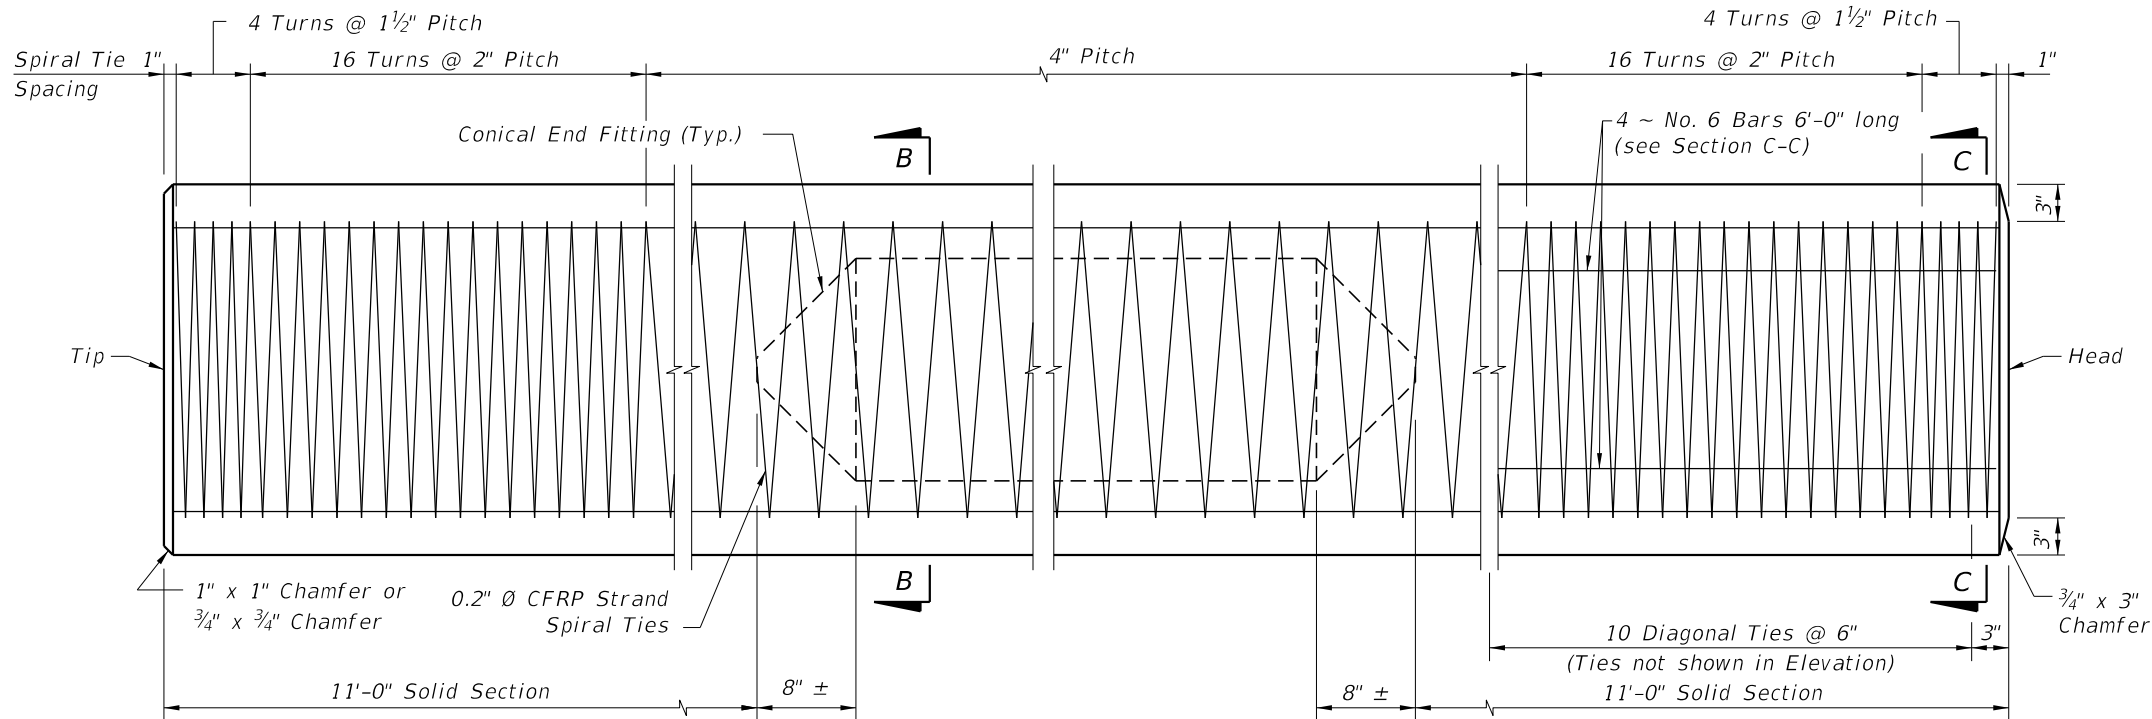 4 Turns @ 1½" Pitch
4 Turns @ 1½" Pitch
Spiral Tie 1"
Spacing
16 Turns @ 2" Pitch
4" Pitch
16 Turns @ 2" Pitch
1"
Conical End Fitting (Typ.)
B
4 ~ No. 6 Bars 6'-0" long
(see Section C-C)
C
3"
Tip
Head
3"
1" x 1" Chamfer or
¾" x ¾" Chamfer
0.2" Ø CFRP Strand
Spiral Ties
B
C
¾" x 3"
Chamfer
10 Diagonal Ties @ 6"
3"
(Ties not shown in Elevation)
11'-0" Solid Section
8" ±
8" ±
11'-0" Solid Section